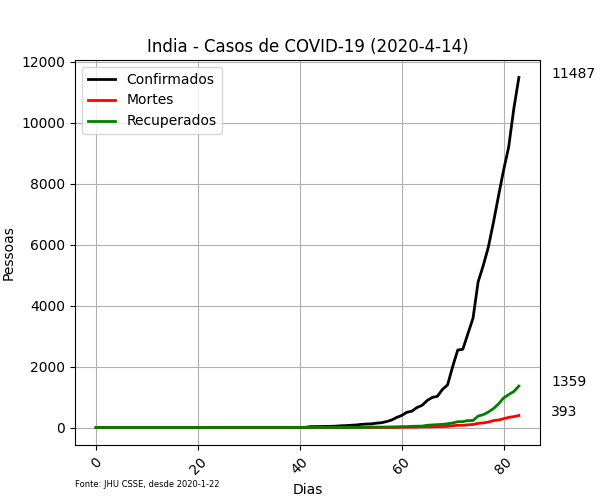 India - Casos de COVID-19 (2020-4-14)
Confirmados
Mortes
Recuperados
12000
10000
8000
6000
4000
2000
0
Pessoas
11487
1359
393
0
20
40
60
80
Dias
Fonte: JHU CSSE, desde 2020-1-22